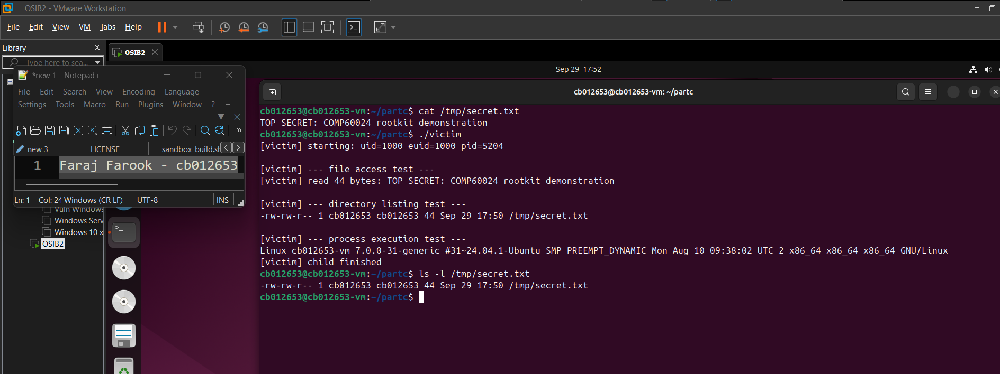 OSIB2 - VMware Workstation
File Edit View VM Tabs Help
Library
OSIB2
Type here to sea...
Sep 29 17:52
*new 1 - Notepad++
File Edit Search View Encoding Language
Settings Tools Macro Run Plugins Window ? +
new 3 LICENSE sandbox_build.sh
1 Faraj Farook - cb012653
Ln: 1 Col: 24 Windows (CR LF) UTF-8 INS
Vuln Windows
Windows Serv
Windows 10 x
OSIB2
cb012653@cb012653-vm: ~/partc
cb012653@cb012653-vm:~/partc$ cat /tmp/secret.txt
TOP SECRET: COMP60024 rootkit demonstration
cb012653@cb012653-vm:~/partc$ ./victim
[victim] starting: uid=1000 euid=1000 pid=5204
[victim] --- file access test ---
[victim] read 44 bytes: TOP SECRET: COMP60024 rootkit demonstration
[victim] --- directory listing test ---
-rw-rw-r-- 1 cb012653 cb012653 44 Sep 29 17:50 /tmp/secret.txt
[victim] --- process execution test ---
Linux cb012653-vm 7.0.0-31-generic #31~24.04.1-Ubuntu SMP PREEMPT_DYNAMIC Mon Aug 10 09:38:02 UTC 2 x86_64 x86_64 x86_64 GNU/Linux
[victim] child finished
cb012653@cb012653-vm:~/partc$ ls -l /tmp/secret.txt
-rw-rw-r-- 1 cb012653 cb012653 44 Sep 29 17:50 /tmp/secret.txt
cb012653@cb012653-vm:~/partc$